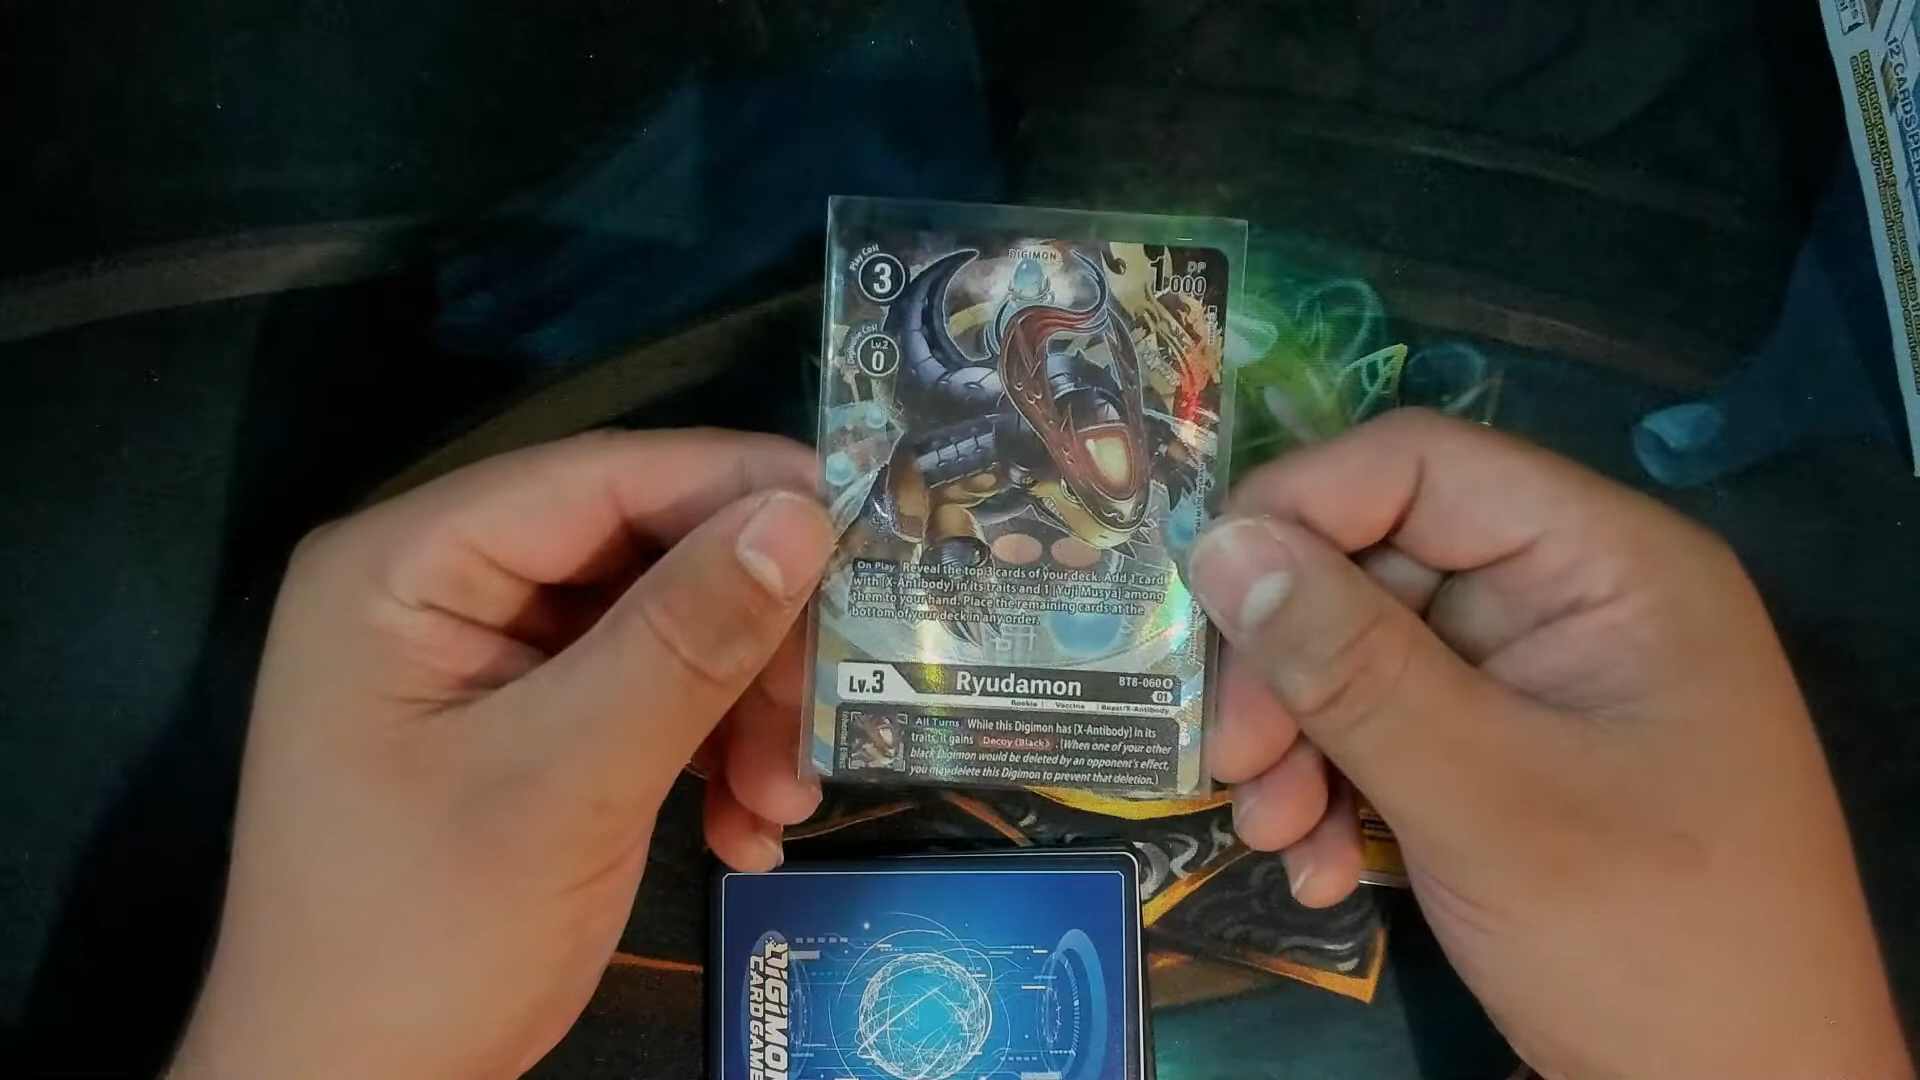 Play Cost
3
DIGIMON
DP
1000
Lv.2
0
On Play Reveal the top 3 cards of your deck. Add 1 card
with [X-Antibody] in its traits and 1 [Yuji Musya] among
them to your hand. Place the remaining cards at the
bottom of your deck in any order.
Lv.3
Ryudamon
BT8-060 R
01
Rookie
Vaccine
Beast/X-Antibody
Inherited Effect
All Turns While this Digimon has [X-Antibody] in its
traits, it gains Decoy (Black). (When one of your other
black Digimon would be deleted by an opponent's effect,
you may delete this Digimon to prevent that deletion.)
DIGIMON
CARD GAME
12 CARDS PER